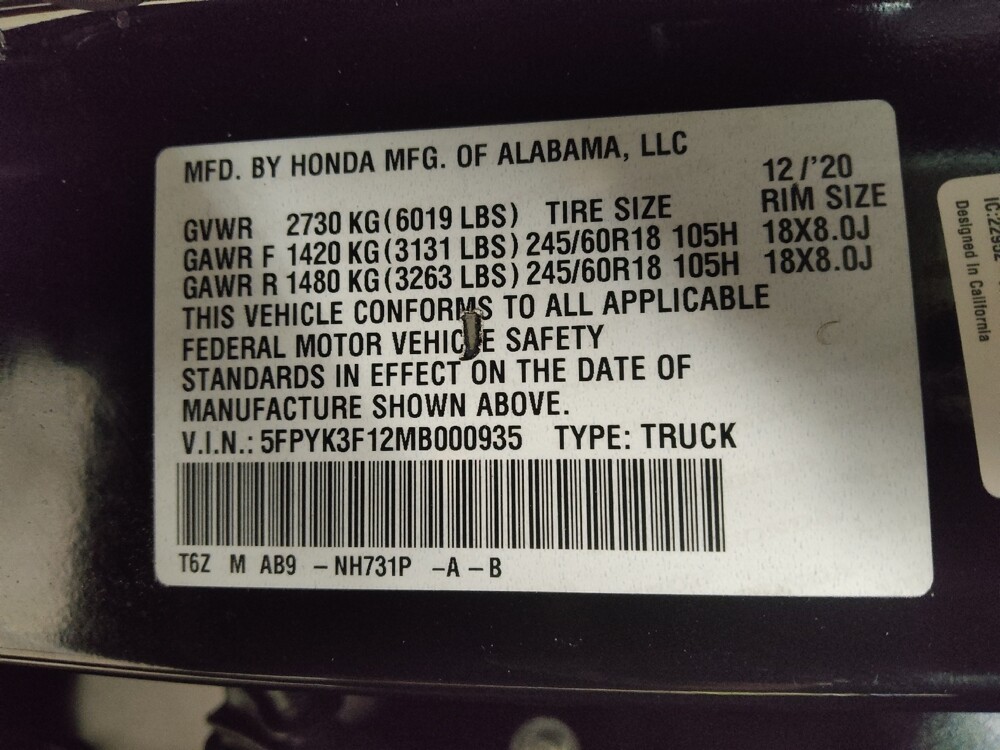 MFD. BY HONDA MFG. OF ALABAMA, LLC 12/'20
GVWR 2730 KG(6019 LBS) TIRE SIZE RIM SIZE
GAWR F 1420 KG(3131 LBS) 245/60R18 105H 18X8.0J
GAWR R 1480 KG(3263 LBS) 245/60R18 105H 18X8.0J
THIS VEHICLE CONFORMS TO ALL APPLICABLE
FEDERAL MOTOR VEHICLE SAFETY
STANDARDS IN EFFECT ON THE DATE OF
MANUFACTURE SHOWN ABOVE.
V.I.N.: 5FPYK3F12MB000935 TYPE: TRUCK
T6Z M AB9 -NH731P -A -B
Designed in California